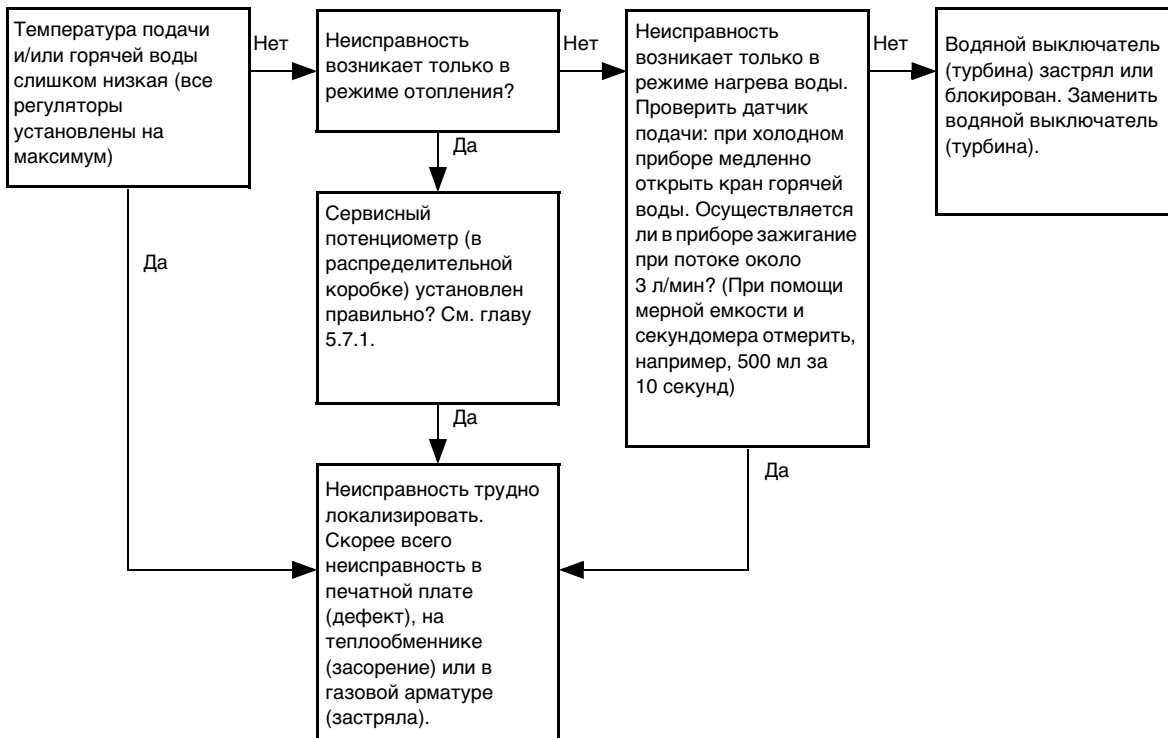 Температура подачи
и/или горячей воды
слишком низкая (все
регуляторы
установлены на
максимум)
Нет
Неисправность
возникает только в
режиме отопления?
Нет
Неисправность
возникает только в
режиме нагрева воды.
Проверить датчик
подачи: при холодном
приборе медленно
открыть кран горячей
воды. Осуществляется
ли в приборе зажигание
при потоке около
3 л/мин? (При помощи
мерной емкости и
секундомера отмерить,
например, 500 мл за
10 секунд)
Нет
Водяной выключатель
(турбина) застрял или
блокирован. Заменить
водяной выключатель
(турбина).
Да
Да
Сервисный
потенциометр (в
распределительной
коробке) установлен
правильно? См. главу
5.7.1.
Да
Да
Неисправность трудно
локализировать.
Скорее всего
неисправность в
печатной плате
(дефект), на
теплообменнике
(засорение) или в
газовой арматуре
(застряла).